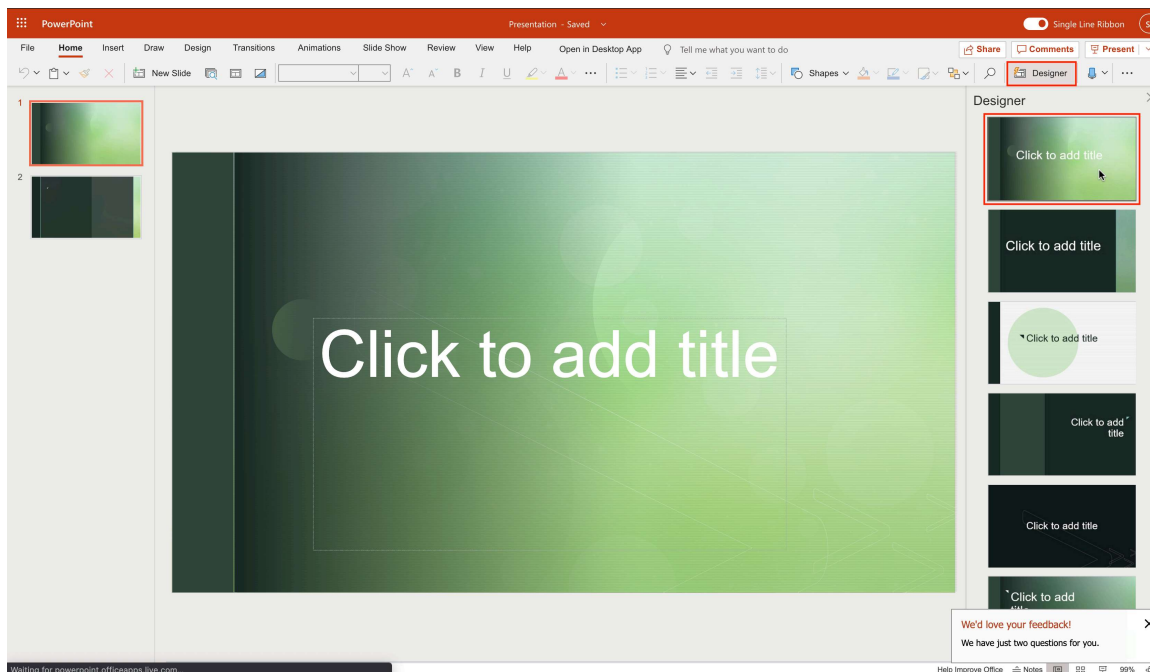 PowerPoint
Presentation - Saved
Single Line Ribbon
File Home Insert Draw Design Transitions Animations Slide Show Review View Help Open in Desktop App Tell me what you want to do
Share Comments Present
New Slide
A^ A˅ B I U A
Shapes
Designer
1
2
Click to add title
Designer
Click to add title
Click to add title
Click to add title
Click to add
title
Click to add title
Click to add
We'd love your feedback!
We have just two questions for you.
Waiting for powerpoint.officeapps.live.com...
Help Improve Office Notes 99%